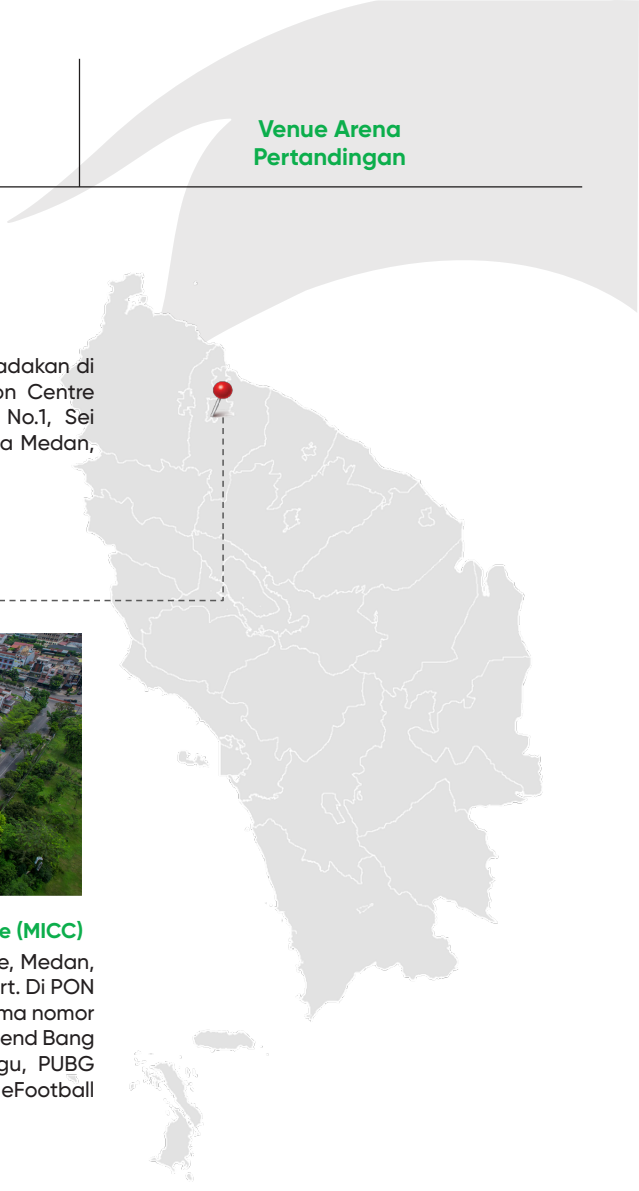 Venue Arena
Pertandingan
adakan di
on Centre
No.1, Sei
a Medan,
e (MICC)
e, Medan,
rt. Di PON
ma nomor
end Bang
gu, PUBG
eFootball